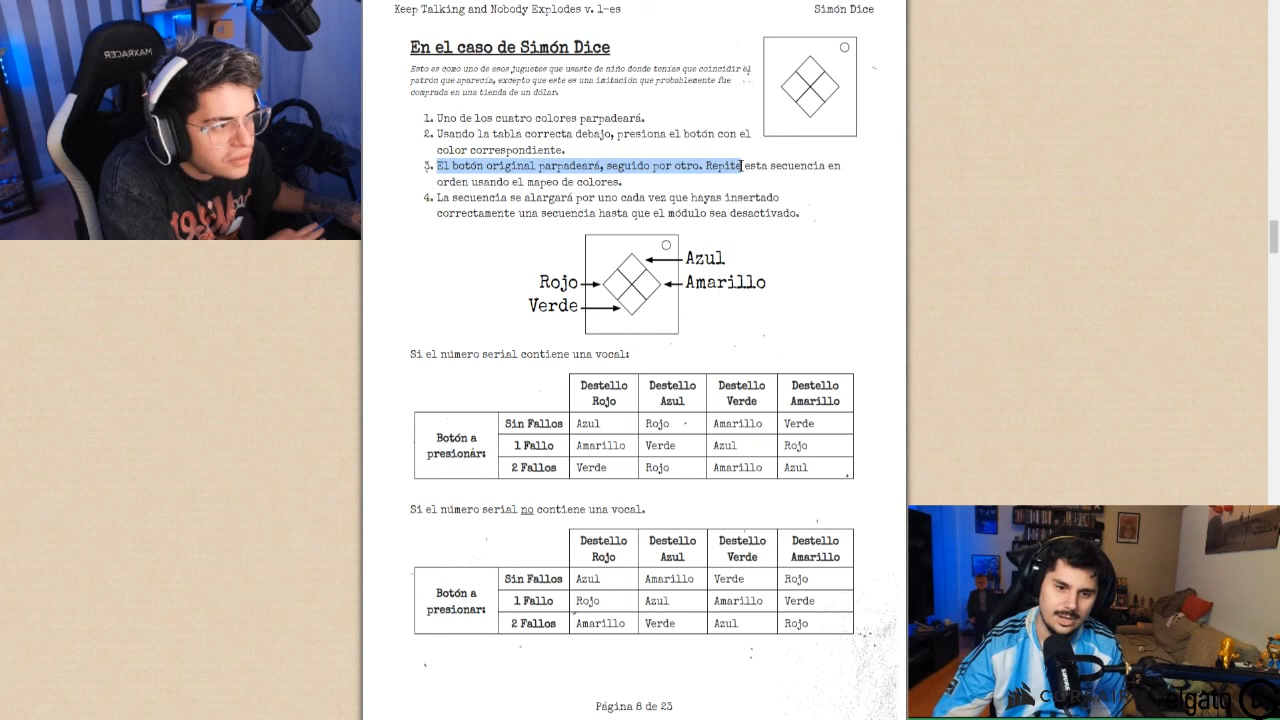 Keep Talking and Nobody Explodes v. 1-es
Simón Dice
En el caso de Simón Dice
Esto es como uno de esos juguetes que usaste de niño donde tenías que coincidir el
patrón que aparecía, excepto que este es una imitación que probablemente fue
comprada en una tienda de un dólar.
1. Uno de los cuatro colores parpadeará.
2. Usando la tabla correcta debajo, presiona el botón con el
color correspondiente.
3. El botón original parpadeará, seguido por otro. Repite esta secuencia en
orden usando el mapeo de colores.
4. La secuencia se alargará por uno cada vez que hayas insertado
correctamente una secuencia hasta que el módulo sea desactivado.
Azul
Rojo
Amarillo
Verde
Si el número serial contiene una vocal:
Destello Rojo Destello Azul Destello Verde Destello Amarillo
Botón a presionar:
Sin Fallos Azul Rojo Amarillo Verde
1 Fallo Amarillo Verde Azul Rojo
2 Fallos Verde Rojo Amarillo Azul
Si el número serial no contiene una vocal.
Destello Rojo Destello Azul Destello Verde Destello Amarillo
Botón a presionar:
Sin Fallos Azul Amarillo Verde Rojo
1 Fallo Rojo Azul Amarillo Verde
2 Fallos Amarillo Verde Azul Rojo
Página 8 de 23
MAXRACER
CORSAIR
elgato